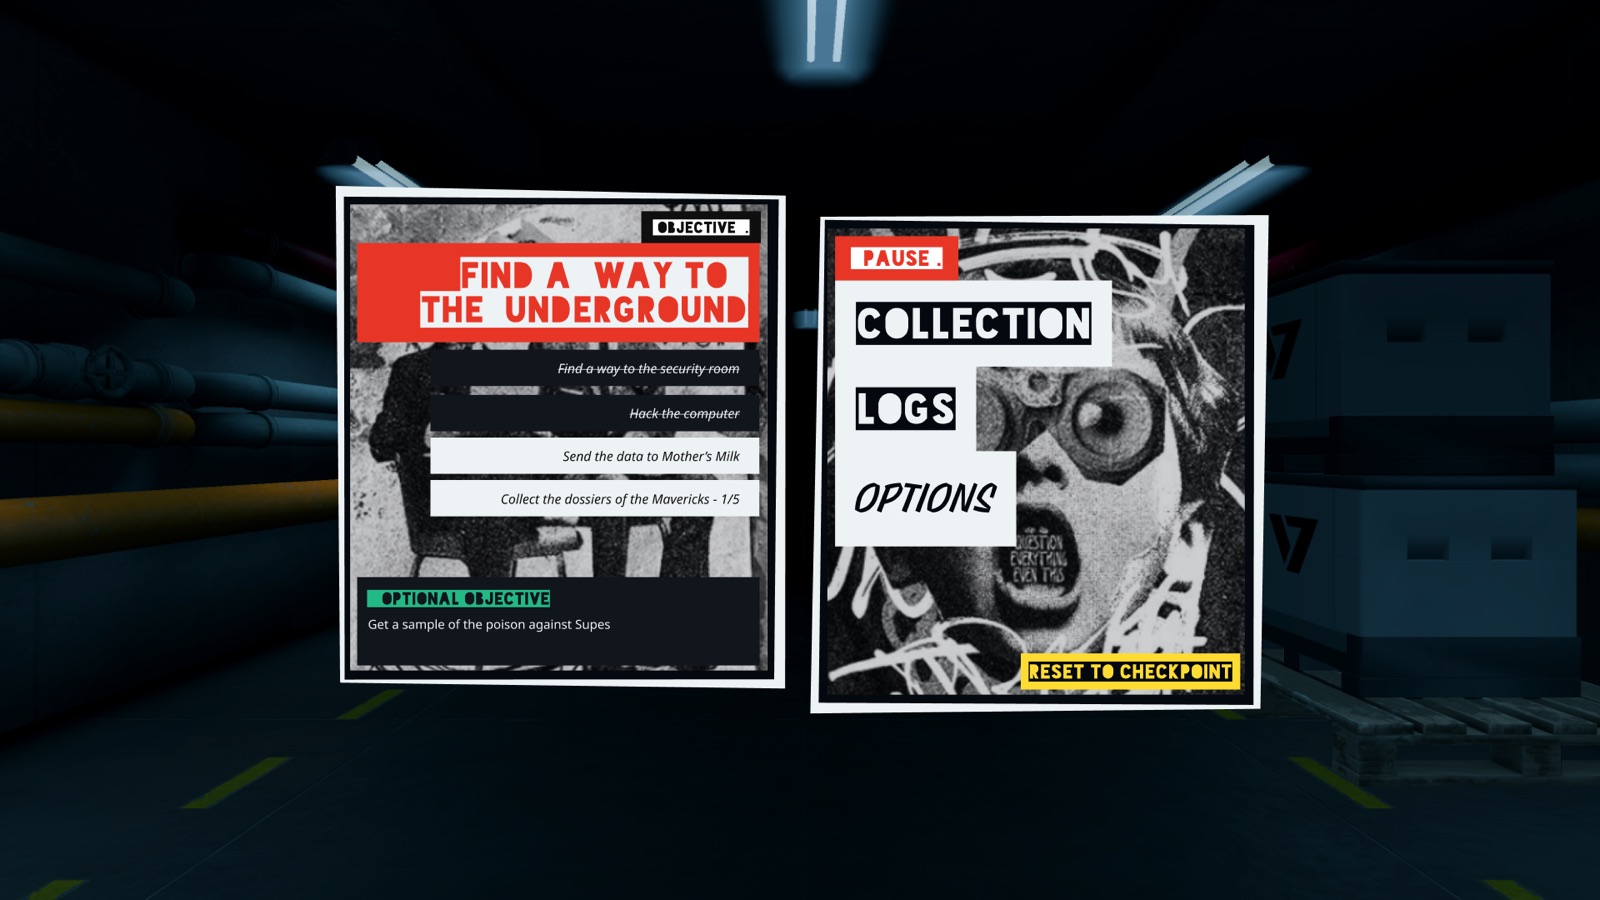 OBJECTIVE .
FIND A WAY TO
THE UNDERGROUND
Find a way to the security room
Hack the computer
Send the data to Mother's Milk
Collect the dossiers of the Mavericks - 1/5
OPTIONAL OBJECTIVE
Get a sample of the poison against Supes
PAUSE .
COLLECTION
LOGS
OPTIONS
QUESTION
EVERYTHING
EVEN THIS
RESET TO CHECKPOINT